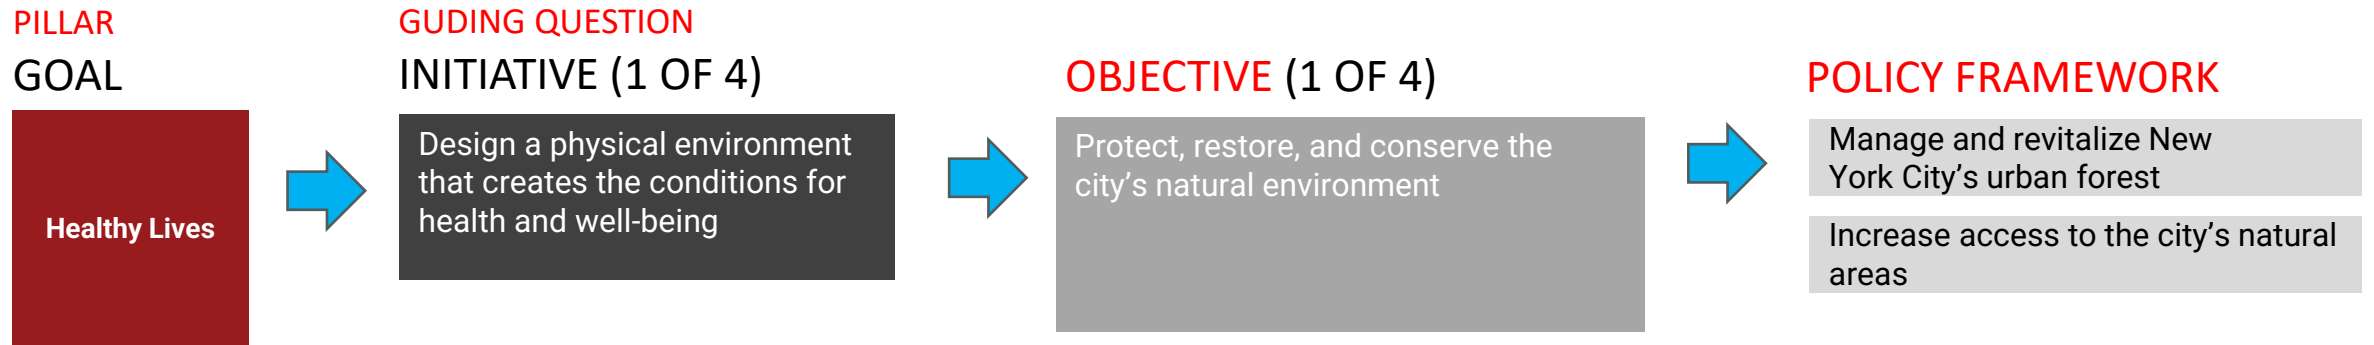 PILLAR
GOAL
Healthy Lives
GUDING QUESTION
INITIATIVE (1 OF 4)
Design a physical environment
that creates the conditions for
health and well-being
OBJECTIVE (1 OF 4)
Protect, restore, and conserve the
city's natural environment
POLICY FRAMEWORK
Manage and revitalize New
York City's urban forest
Increase access to the city's natural
areas